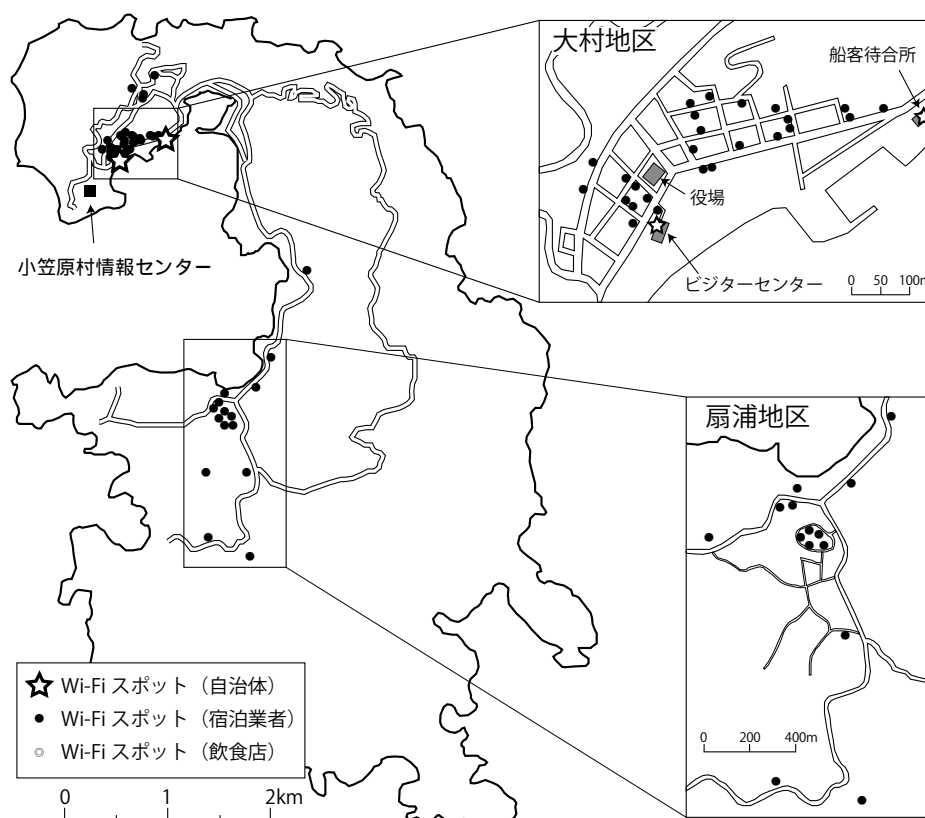 大村地区
船客待合所
役場
ビジターセンター
0 50 100m
小笠原村情報センター
扇浦地区
0 200 400m
Wi-Fi スポット（自治体）
Wi-Fi スポット（宿泊業者）
Wi-Fi スポット（飲食店）
0 1 2km